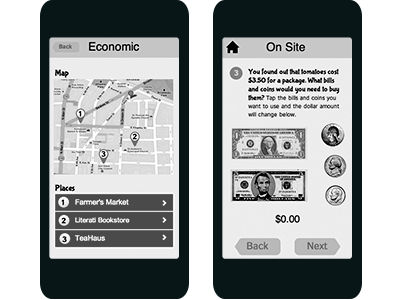 Back
Economic
Map
1
2
3
Places
1 Farmer's Market
2 Literati Bookstore
3 TeaHaus
On Site
3 You found out that tomatoes cost
$3.50 for a package. What bills
and coins would you need to buy
them? Tap the bills and coins you
want to use and the dollar amount
will change below.
$0.00
Back
Next